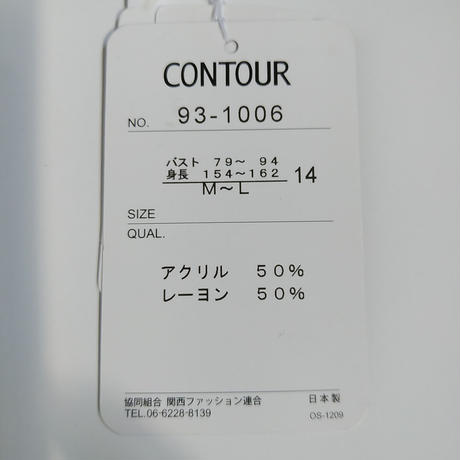 CONTOUR
NO. 93-1006
バスト 79～ 94
身長 154～162
M～L
14
SIZE
QUAL.
アクリル 50%
レーヨン 50%
協同組合 関西ファッション連合 日本製
TEL.06-6228-8139 OS-1209